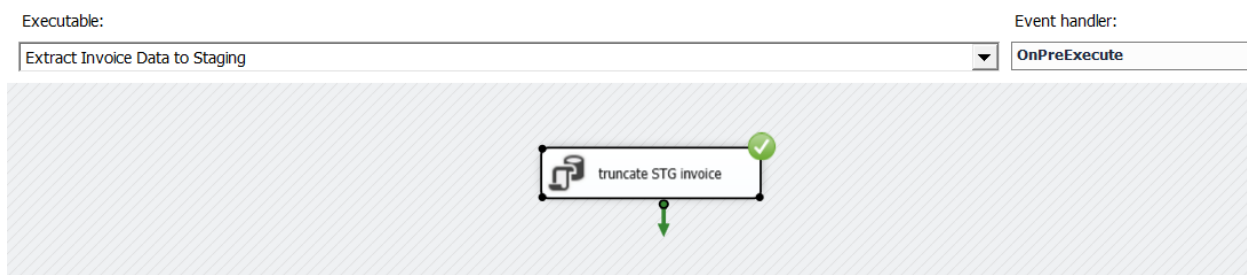 Executable:
Event handler:
Extract Invoice Data to Staging
OnPreExecute
truncate STG invoice